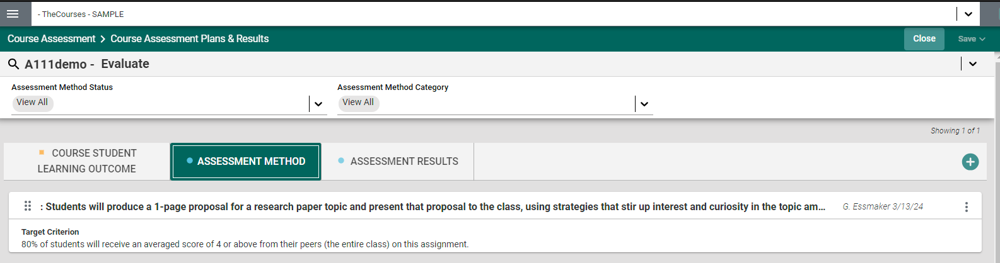 - TheCourses - SAMPLE
Course Assessment > Course Assessment Plans & Results
Close
Save
A111demo - Evaluate
Assessment Method Status
Assessment Method Category
View All
View All
Showing 1 of 1
COURSE STUDENT
LEARNING OUTCOME
ASSESSMENT METHOD
ASSESSMENT RESULTS
: Students will produce a 1-page proposal for a research paper topic and present that proposal to the class, using strategies that stir up interest and curiosity in the topic am...
G. Essmaker 3/13/24
Target Criterion
80% of students will receive an averaged score of 4 or above from their peers (the entire class) on this assignment.